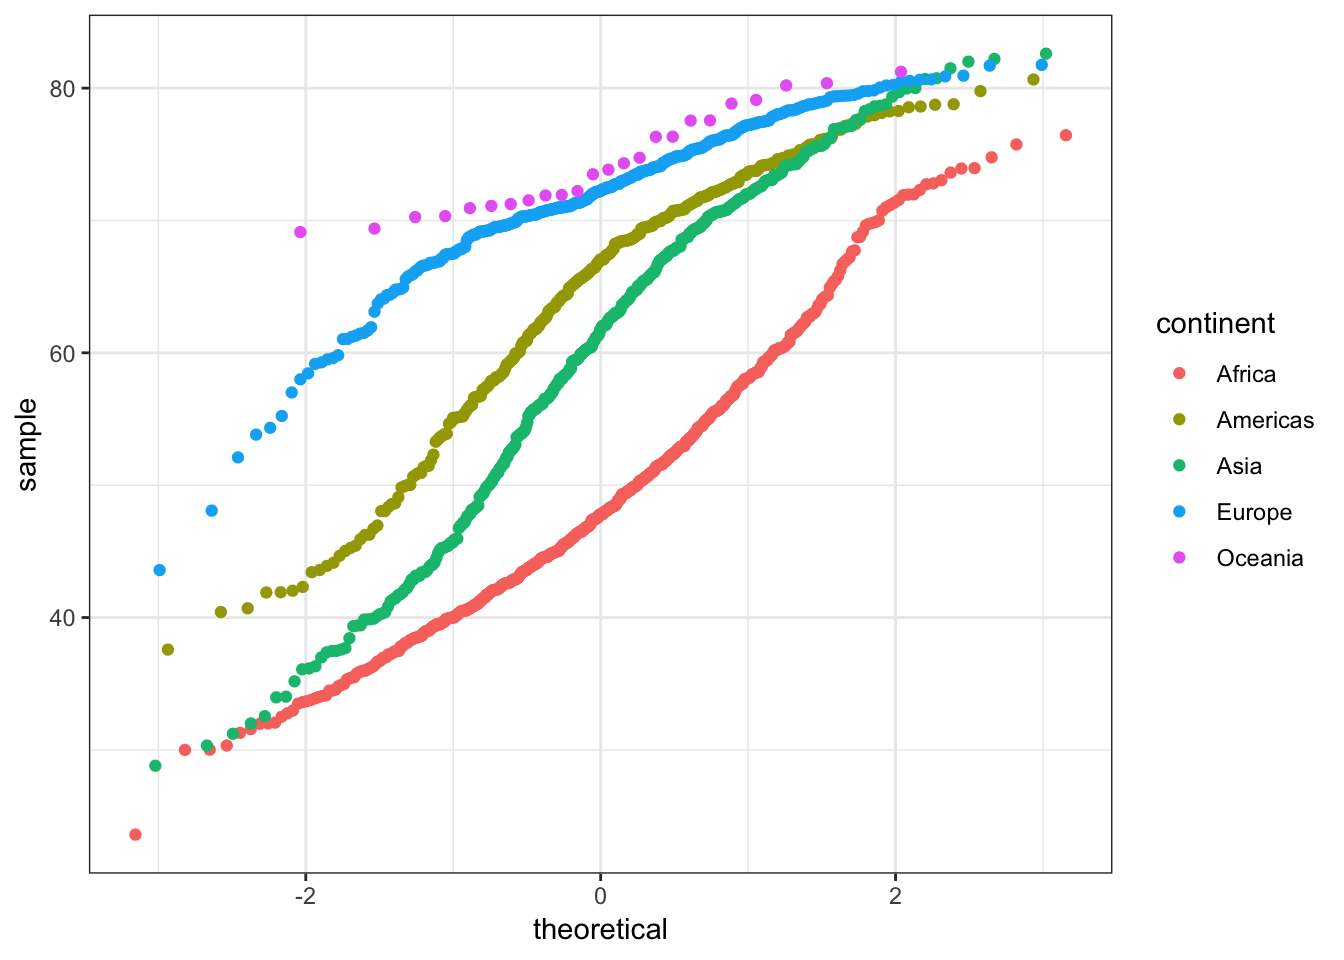 80
60
40
sample
-2
0
2
theoretical
continent
Africa
Americas
Asia
Europe
Oceania